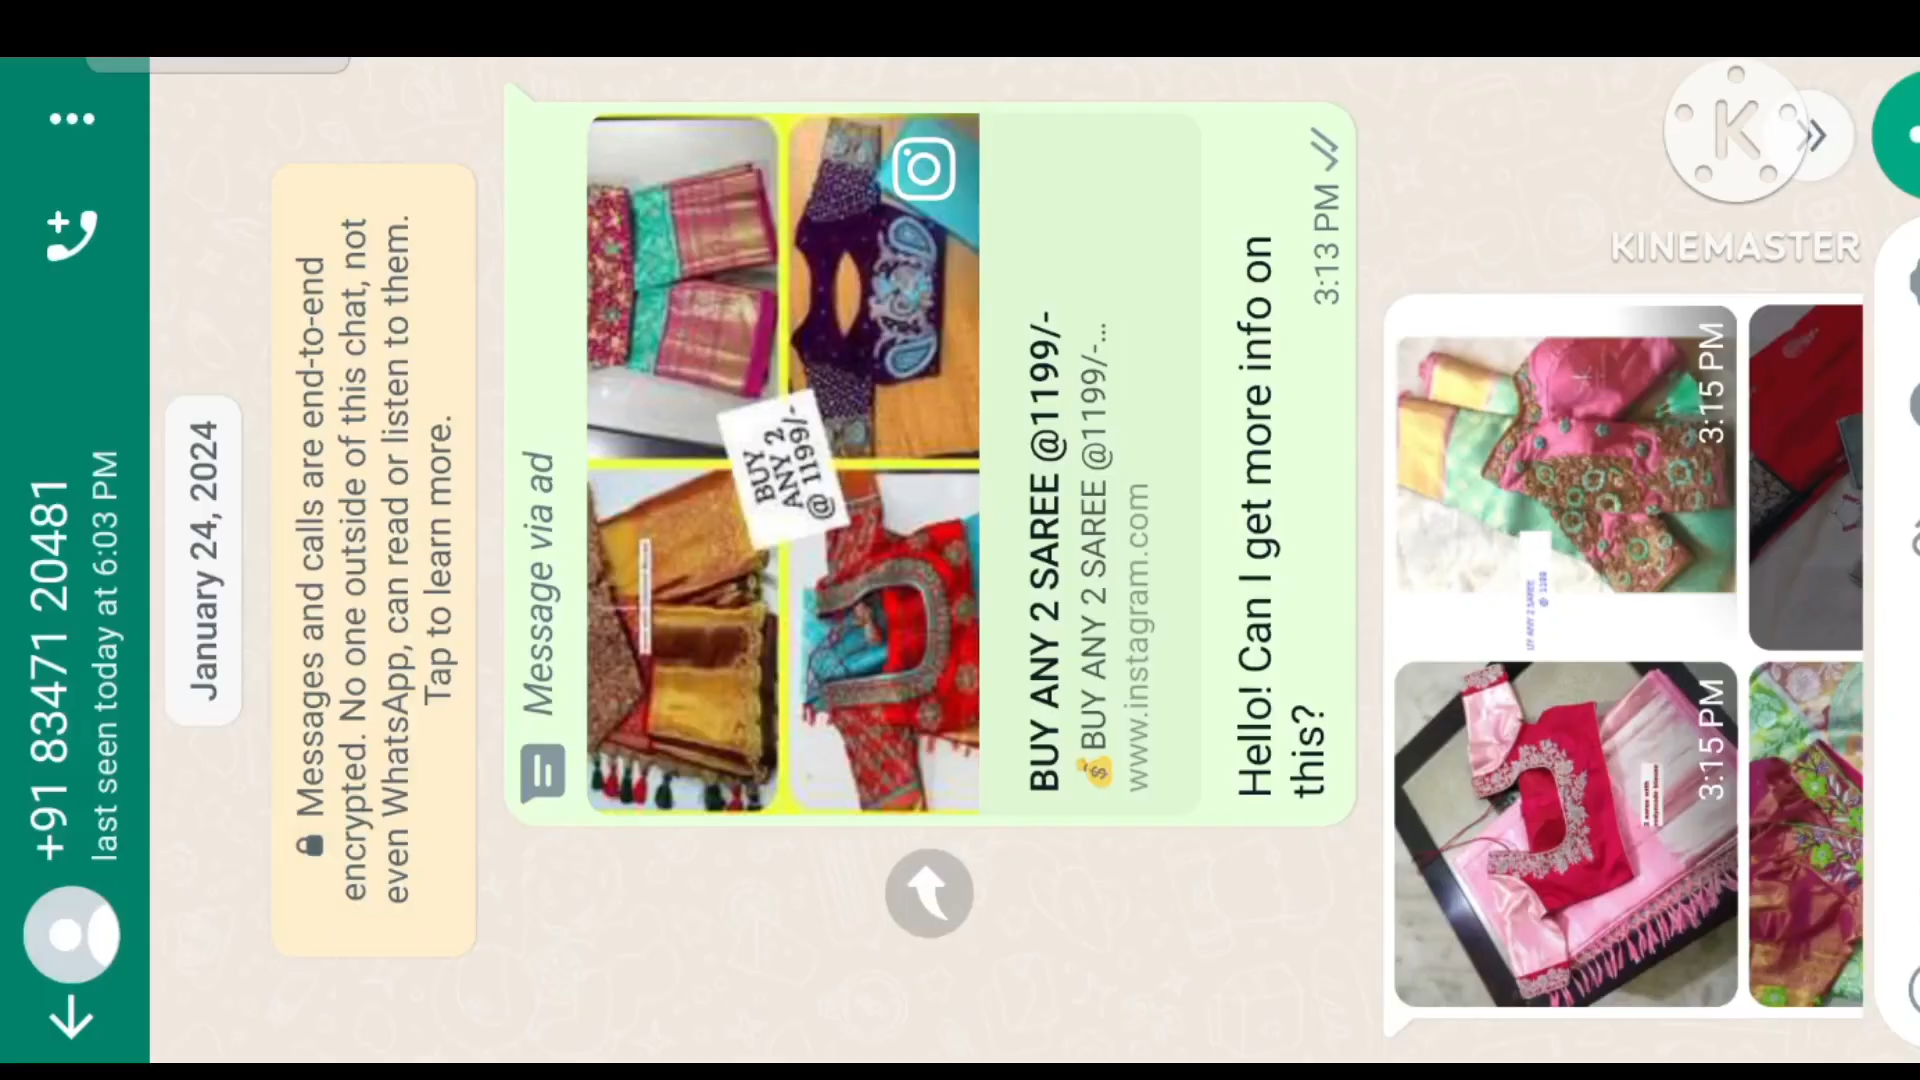 +91 83471 20481
last seen today at 6:03 PM
January 24, 2024
Messages and calls are end-to-end
encrypted. No one outside of this chat, not
even WhatsApp, can read or listen to them.
Tap to learn more.
Message via ad
BUY
ANY 2
@ 1199/-
BUY ANY 2 SAREE @1199/-
💰 BUY ANY 2 SAREE @1199/-...
www.instagram.com
Hello! Can I get more info on
this?
3:13 PM
3:15 PM
3:15 PM
K
KINEMASTER